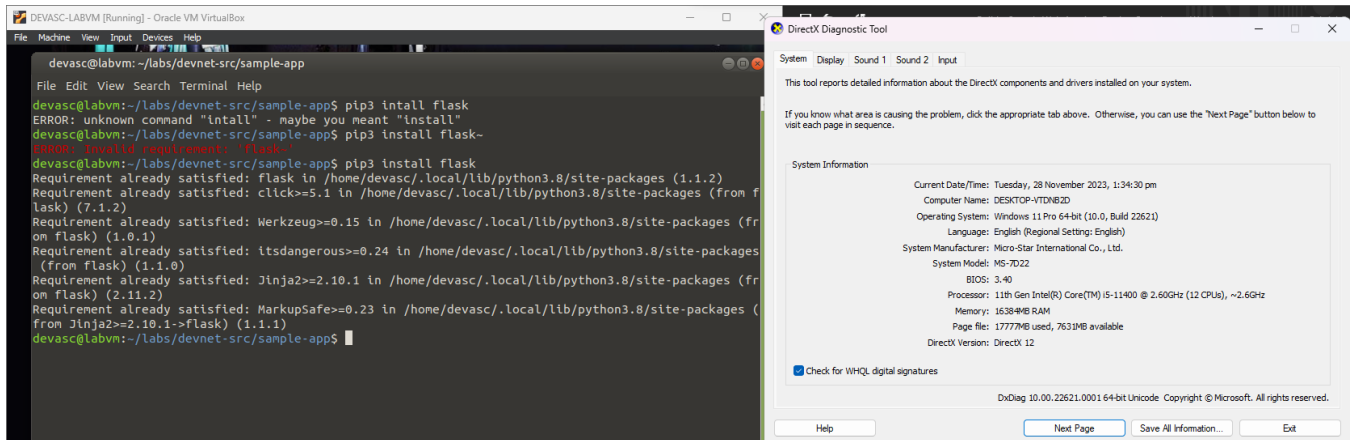 DEVASC-LABVM [Running] - Oracle VM VirtualBox
File Machine View Input Devices Help
devasc@labvm: ~/labs/devnet-src/sample-app
File Edit View Search Terminal Help
devasc@labvm:~/labs/devnet-src/sample-app$ pip3 intall flask
ERROR: unknown command "intall" - maybe you meant "install"
devasc@labvm:~/labs/devnet-src/sample-app$ pip3 install flask~
ERROR: Invalid requirement: 'flask~'
devasc@labvm:~/labs/devnet-src/sample-app$ pip3 install flask
Requirement already satisfied: flask in /home/devasc/.local/lib/python3.8/site-packages (1.1.2)
Requirement already satisfied: click>=5.1 in /home/devasc/.local/lib/python3.8/site-packages (from f
lask) (7.1.2)
Requirement already satisfied: Werkzeug>=0.15 in /home/devasc/.local/lib/python3.8/site-packages (fr
om flask) (1.0.1)
Requirement already satisfied: itsdangerous>=0.24 in /home/devasc/.local/lib/python3.8/site-packages
(from flask) (1.1.0)
Requirement already satisfied: Jinja2>=2.10.1 in /home/devasc/.local/lib/python3.8/site-packages (fr
om flask) (2.11.2)
Requirement already satisfied: MarkupSafe>=0.23 in /home/devasc/.local/lib/python3.8/site-packages (
from Jinja2>=2.10.1->flask) (1.1.1)
devasc@labvm:~/labs/devnet-src/sample-app$
DirectX Diagnostic Tool
System Display Sound 1 Sound 2 Input
This tool reports detailed information about the DirectX components and drivers installed on your system.
If you know what area is causing the problem, click the appropriate tab above. Otherwise, you can use the "Next Page" button below to
visit each page in sequence.
System Information
Current Date/Time: Tuesday, 28 November 2023, 1:34:30 pm
Computer Name: DESKTOP-VTDNB2D
Operating System: Windows 11 Pro 64-bit (10.0, Build 22621)
Language: English (Regional Setting: English)
System Manufacturer: Micro-Star International Co., Ltd.
System Model: MS-7D22
BIOS: 3.40
Processor: 11th Gen Intel(R) Core(TM) i5-11400 @ 2.60GHz (12 CPUs), ~2.6GHz
Memory: 16384MB RAM
Page file: 17777MB used, 7631MB available
DirectX Version: DirectX 12
Check for WHQL digital signatures
DxDiag 10.00.22621.0001 64-bit Unicode Copyright © Microsoft. All rights reserved.
Help Next Page Save All Information... Exit